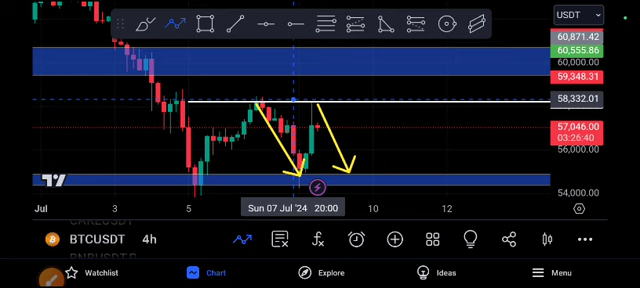 USDT
60,871.42
60,555.86
60,000.00
59,348.31
58,332.01
57,046.00
03:26:40
56,000.00
54,000.00
Jul
3
5
Sun 07 Jul '24 20:00
10
12
BTCUSDT 4h
Watchlist
Chart
Explore
Ideas
Menu